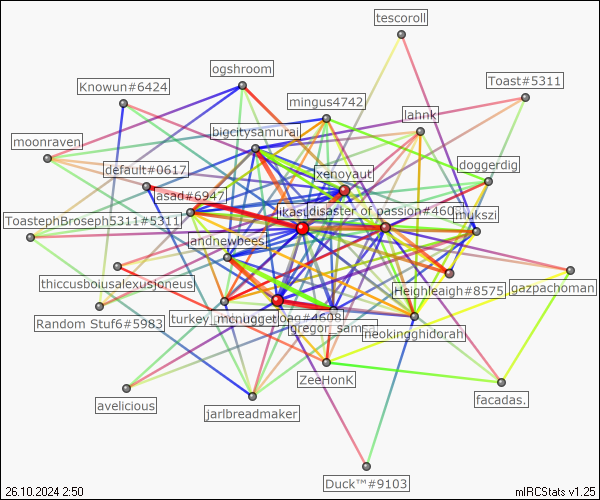 tescoroll
ogshroom
Knowun#6424
Toast#5311
mingus4742
lahnk
bigcitysamurai
moonraven
default#0617
xenoyaut
doggerdig
asad#6947
disaster of passion#460
mukszi
ToastephBroseph5311#5311
andnewbees
thiccusboiusalexusjoneus
Heighleaigh#8575
gazpachoman
Random Stuf6#5983
turkey_mcnugget
#4608
gregor_samsa
neokingghidorah
ZeeHonK
avelicious
jarlbreadmaker
facadas.
Duck™#9103
26.10.2024 2:50
mIRCStats v1.25